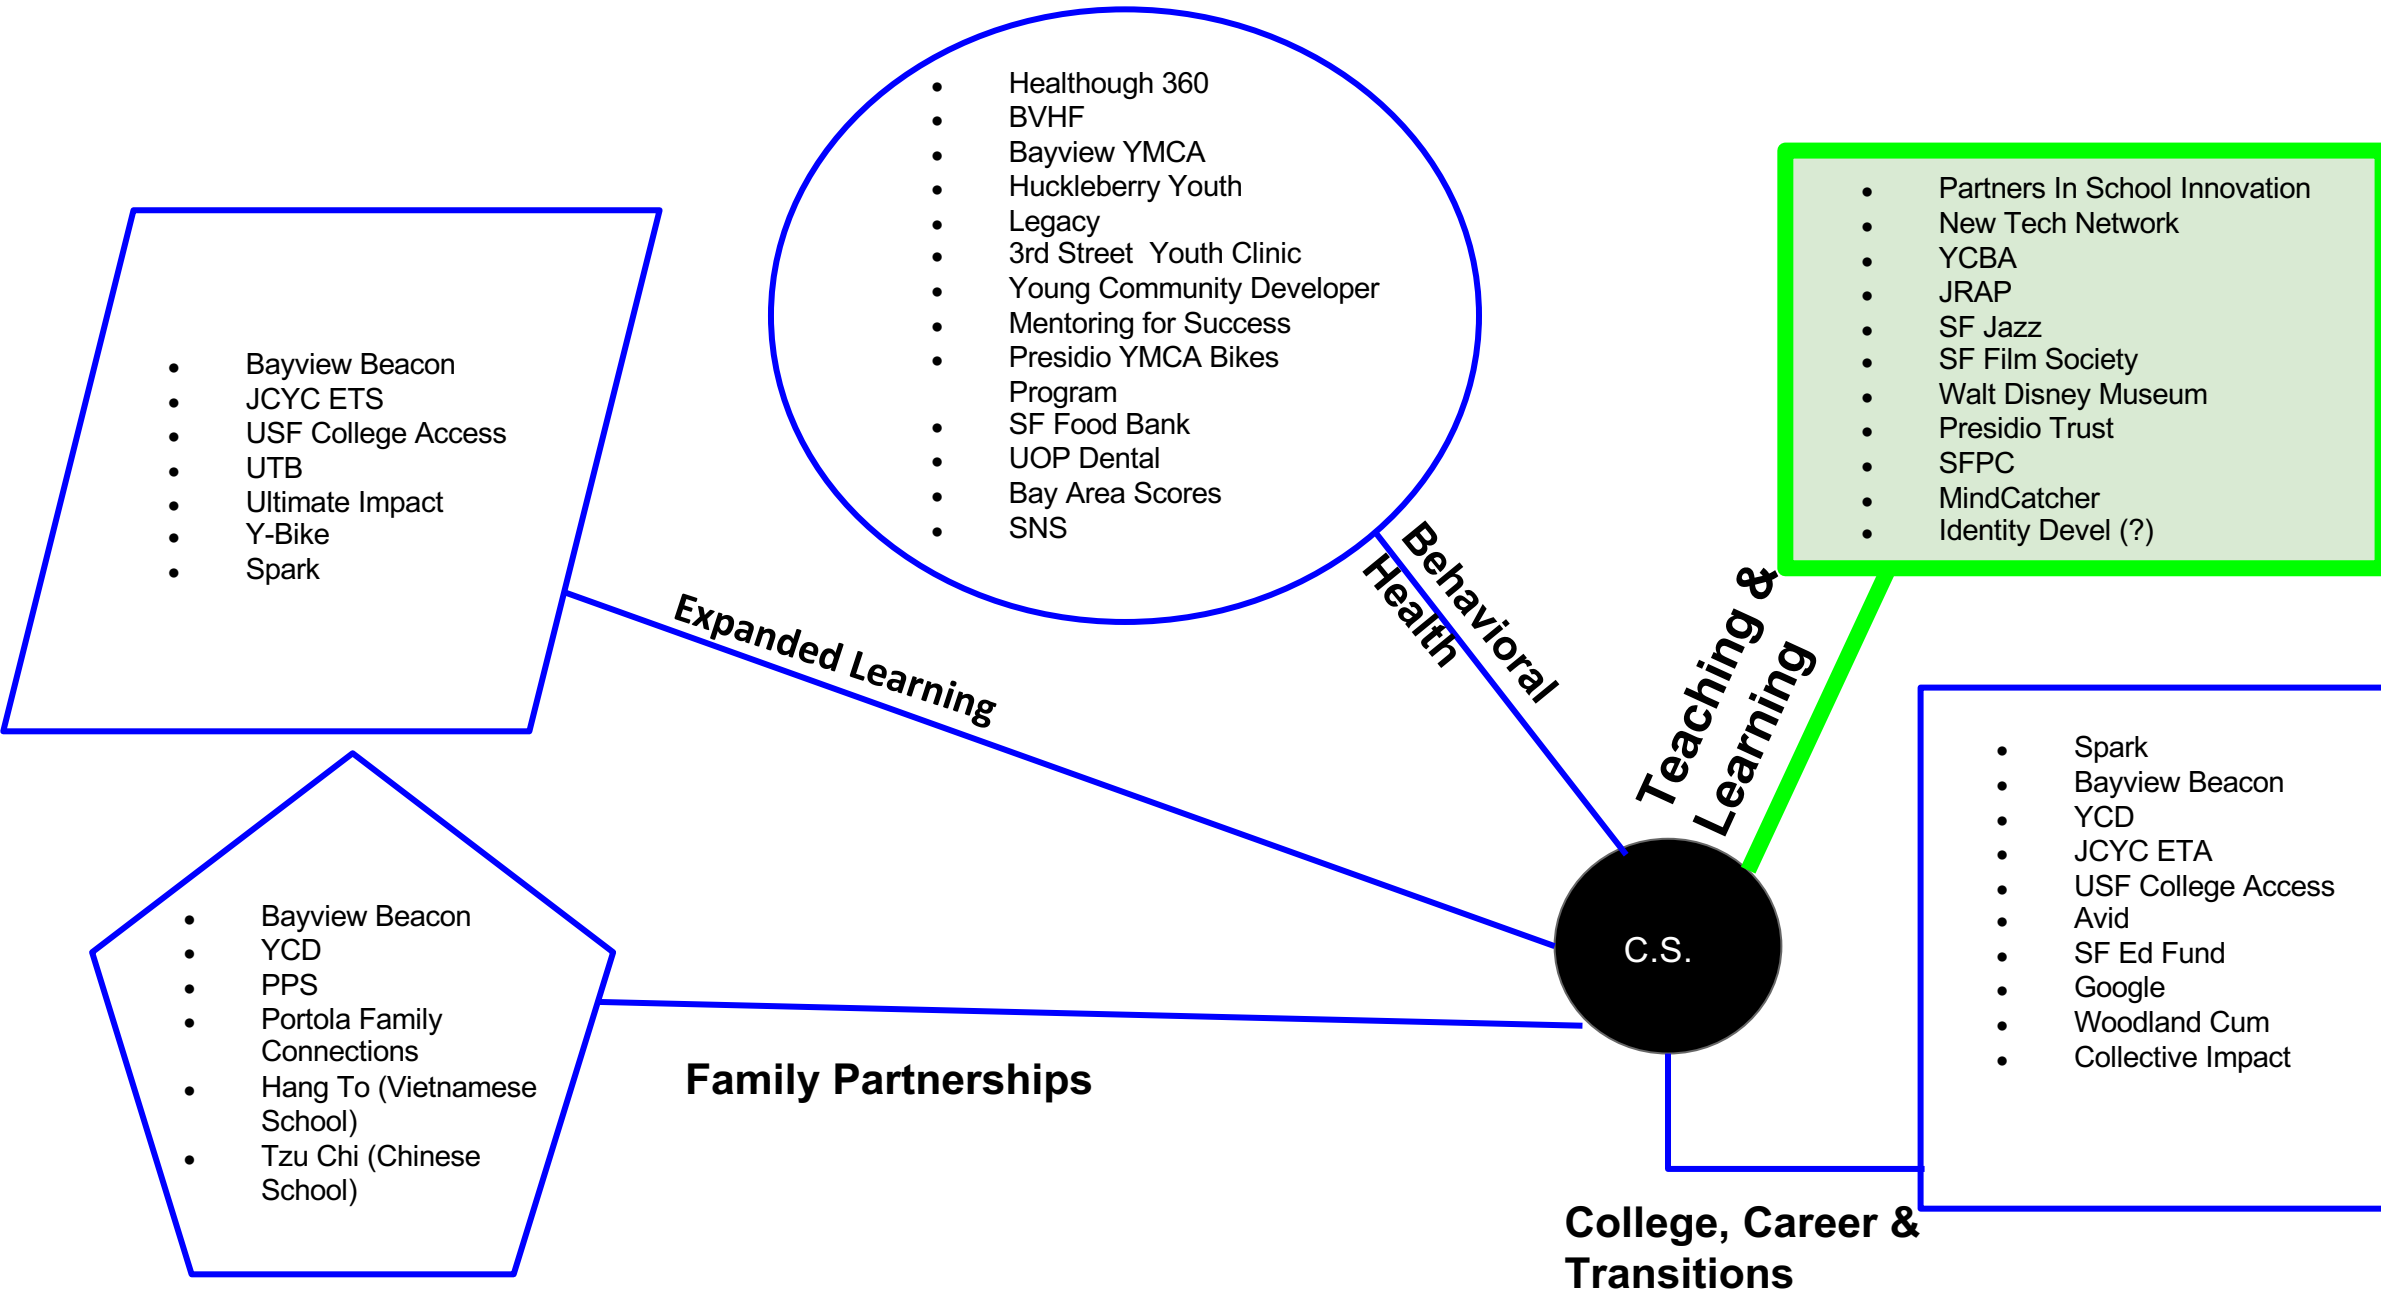 • Healthough 360
• BVHF
• Bayview YMCA
• Huckleberry Youth
• Legacy
• 3rd Street  Youth Clinic
• Young Community Developer
• Mentoring for Success
• Presidio YMCA Bikes
Program
• SF Food Bank
• UOP Dental
• Bay Area Scores
• SNS
• Partners In School Innovation
• New Tech Network
• YCBA
• JRAP
• SF Jazz
• SF Film Society
• Walt Disney Museum
• Presidio Trust
• SFPC
• MindCatcher
• Identity Devel (?)
• Bayview Beacon
• JCYC ETS
• USF College Access
• UTB
• Ultimate Impact
• Y-Bike
• Spark
Expanded Learning
Behavioral
Health
Teaching &
Learning
• Spark
• Bayview Beacon
• YCD
• JCYC ETA
• USF College Access
• Avid
• SF Ed Fund
• Google
• Woodland Cum
• Collective Impact
• Bayview Beacon
• YCD
• PPS
• Portola Family
Connections
• Hang To (Vietnamese
School)
• Tzu Chi (Chinese
School)
C.S.
Family Partnerships
College, Career &
Transitions